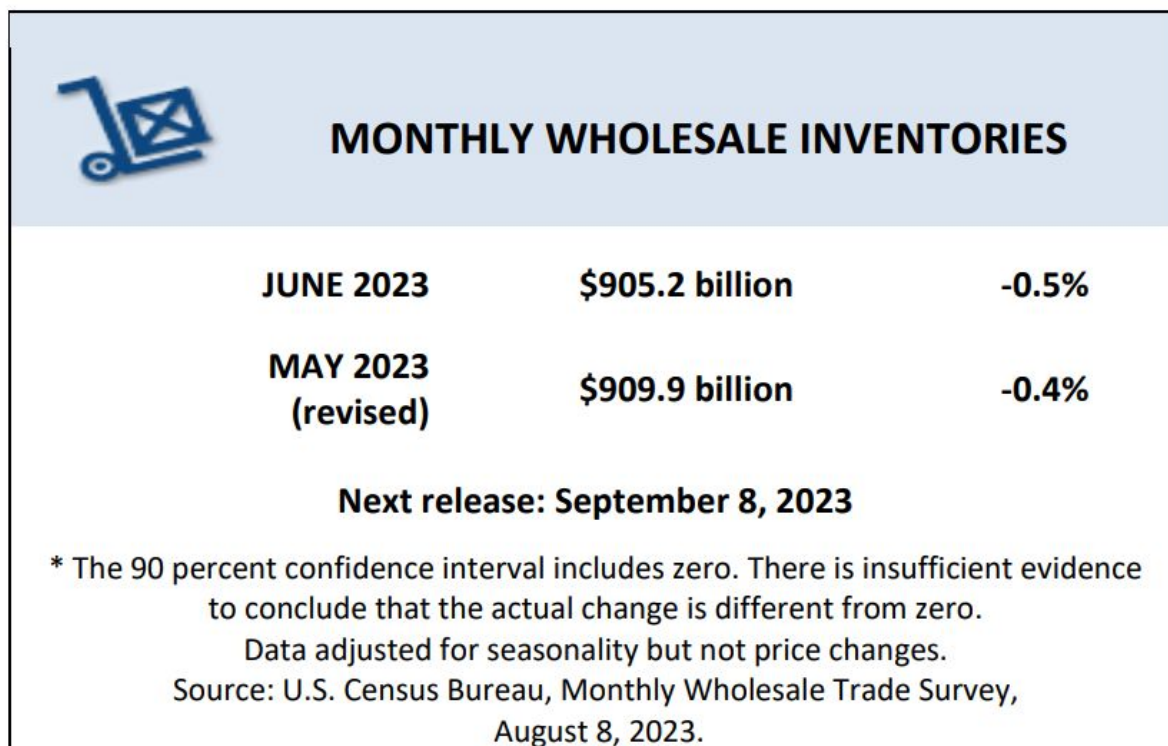 MONTHLY WHOLESALE INVENTORIES
JUNE 2023 $905.2 billion -0.5%
MAY 2023
(revised) $909.9 billion -0.4%
Next release: September 8, 2023
* The 90 percent confidence interval includes zero. There is insufficient evidence
to conclude that the actual change is different from zero.
Data adjusted for seasonality but not price changes.
Source: U.S. Census Bureau, Monthly Wholesale Trade Survey,
August 8, 2023.